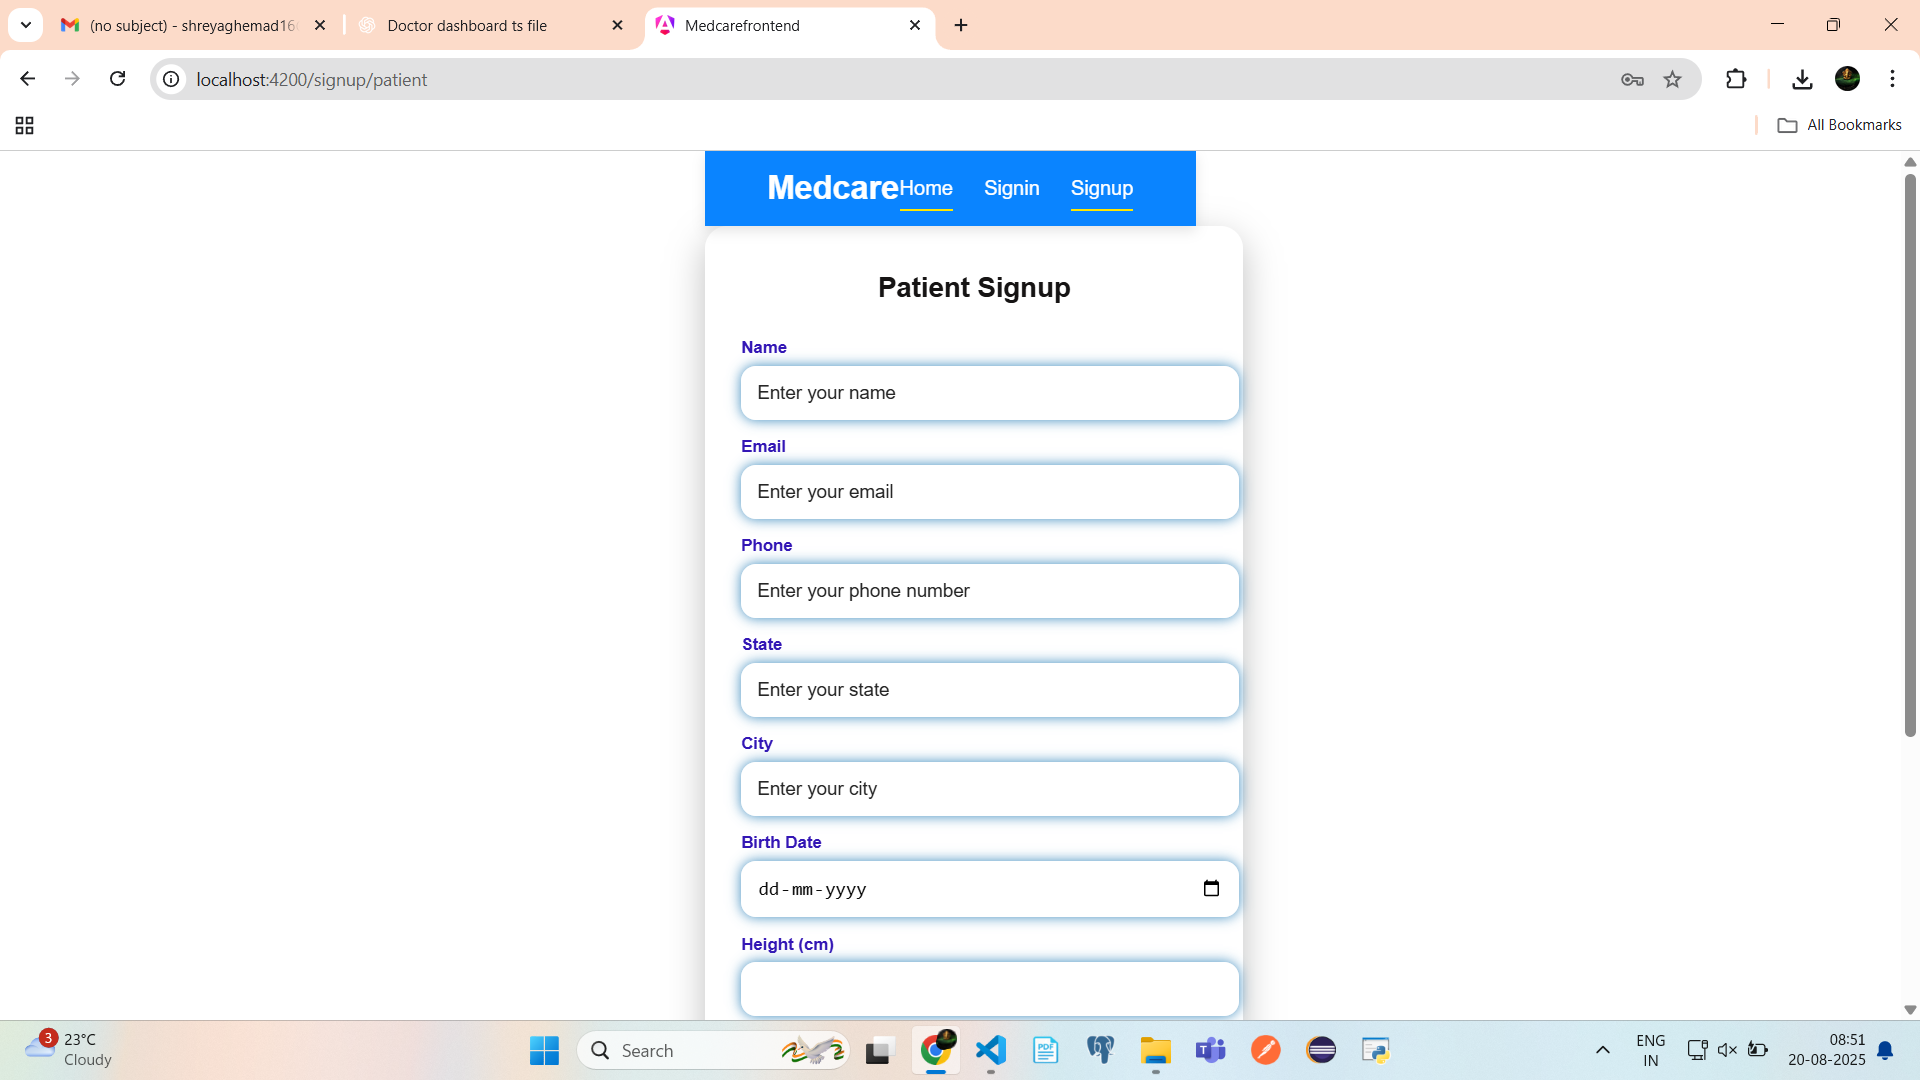 (no subject) - shreyaghemad16
Doctor dashboard ts file
Medcarefrontend
localhost:4200/signup/patient
All Bookmarks
Medcare
Home
Signin
Signup
Patient Signup
Name
Enter your name
Email
Enter your email
Phone
Enter your phone number
State
Enter your state
City
Enter your city
Birth Date
dd-mm-yyyy
Height (cm)
3
23°C
Cloudy
Search
PDF
T
ENG
IN
08:51
20-08-2025